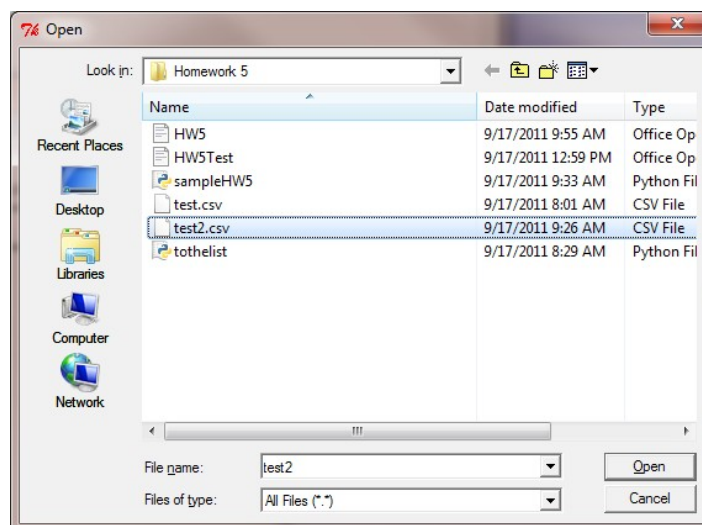 Open
Look in: Homework 5
Name Date modified Type
Recent Places
HW5 9/17/2011 9:55 AM Office Op
HW5Test 9/17/2011 12:59 PM Office Op
sampleHW5 9/17/2011 9:33 AM Python Fil
Desktop
test.csv 9/17/2011 8:01 AM CSV File
test2.csv 9/17/2011 9:26 AM CSV File
tothelist 9/17/2011 8:29 AM Python Fil
Libraries
Computer
Network
File name: test2 Open
Files of type: All Files (*.*) Cancel